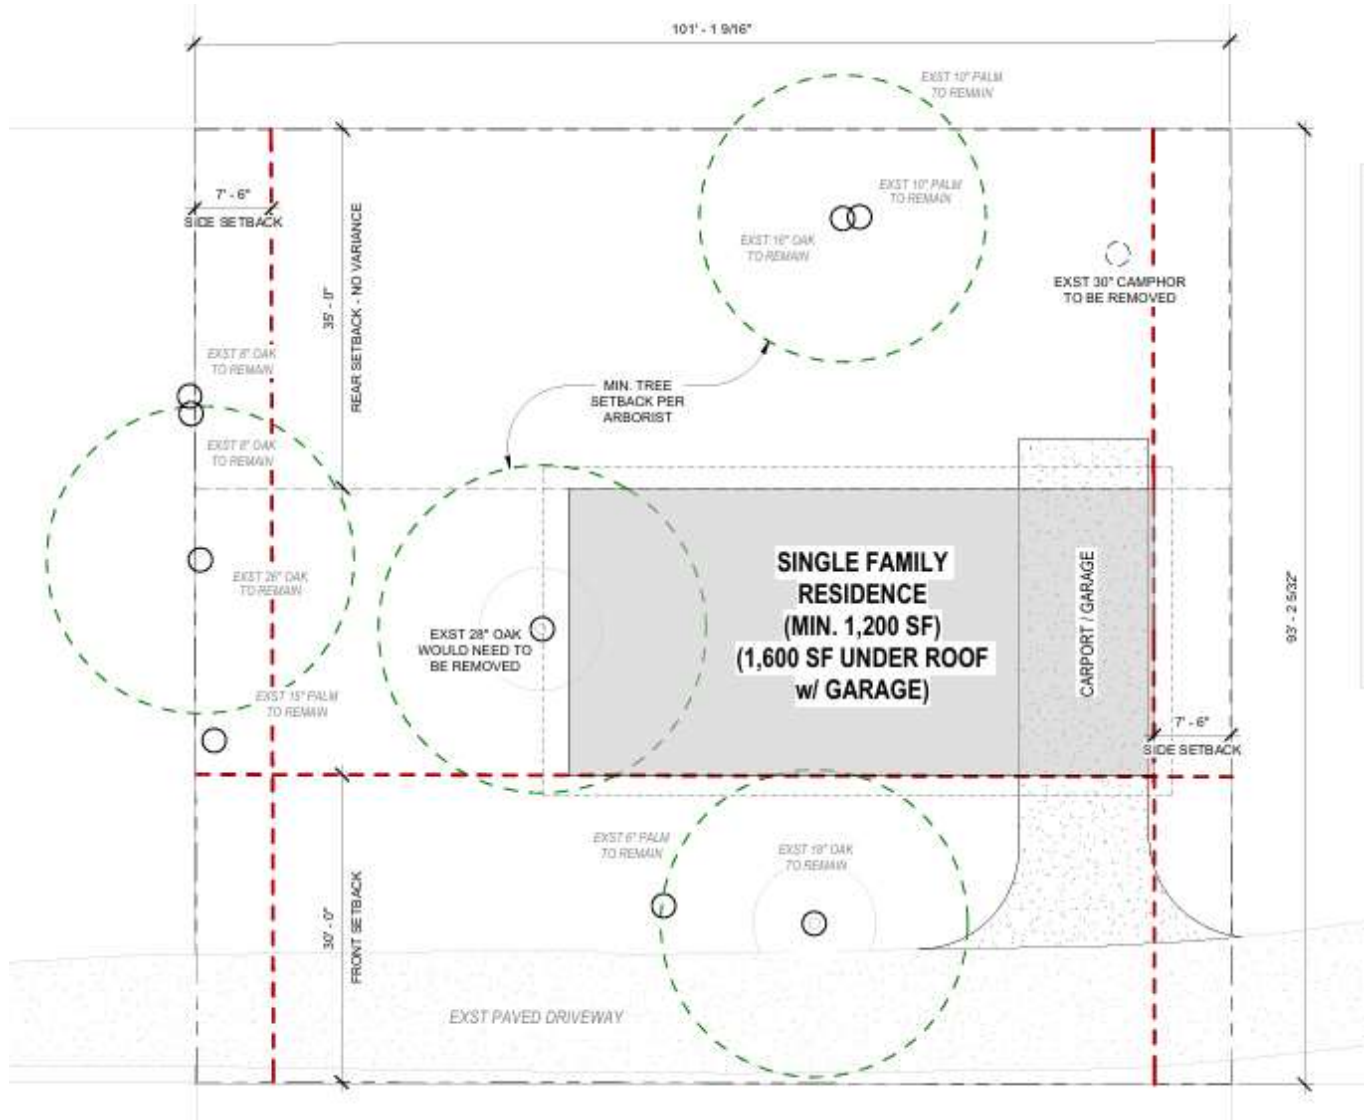 101' - 1 9/16"
EXST 10" PALM
TO REMAIN
EXST 10" PALM
TO REMAIN
7' - 6"
SIDE SETBACK
EXST 16" OAK
TO REMAIN
35' - 0"
REAR SETBACK - NO VARIANCE
EXST 30" CAMPHOR
TO BE REMOVED
EXST 8" OAK
TO REMAIN
MIN. TREE
SETBACK PER
ARBORIST
EXST 8" OAK
TO REMAIN
SINGLE FAMILY
RESIDENCE
(MIN. 1,200 SF)
(1,600 SF UNDER ROOF
w/ GARAGE)
CARPORT / GARAGE
93' - 2 5/32"
EXST 26" OAK
TO REMAIN
EXST 28" OAK
WOULD NEED TO
BE REMOVED
EXST 15" PALM
TO REMAIN
7' - 6"
SIDE SETBACK
EXST 6" PALM
TO REMAIN
EXST 19" OAK
TO REMAIN
30' - 0"
FRONT SETBACK
EXST PAVED DRIVEWAY